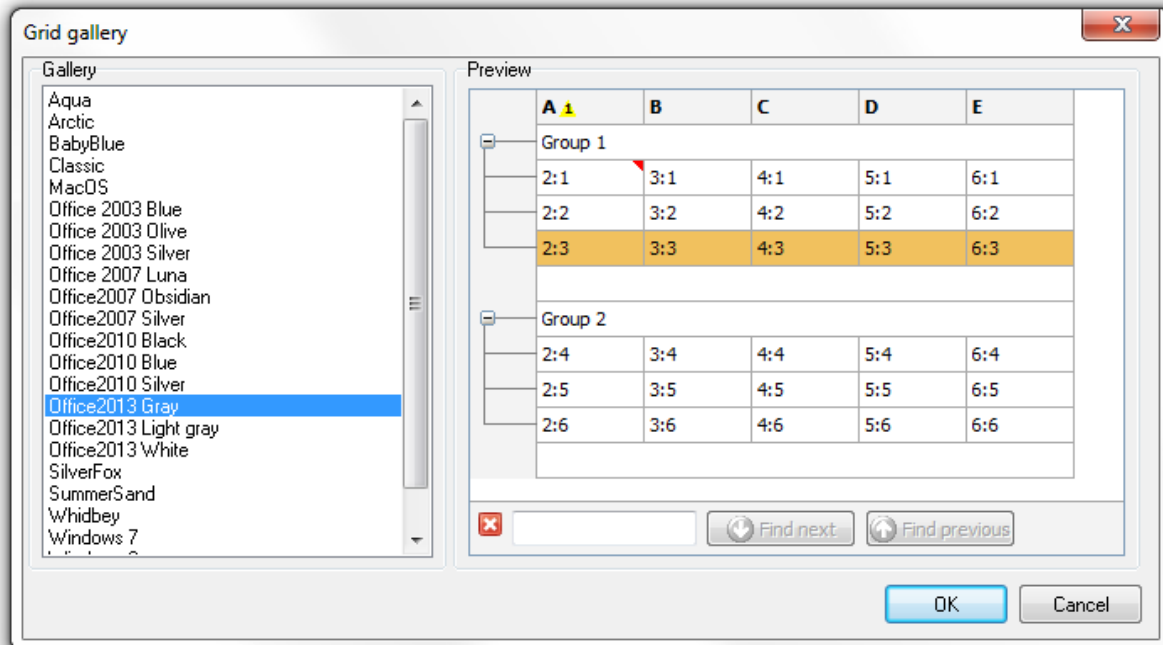 Grid gallery
Gallery
Aqua
Arctic
BabyBlue
Classic
MacOS
Office 2003 Blue
Office 2003 Olive
Office 2003 Silver
Office 2007 Luna
Office2007 Obsidian
Office2007 Silver
Office2010 Black
Office2010 Blue
Office2010 Silver
Office2013 Gray
Office2013 Light gray
Office2013 White
SilverFox
SummerSand
Whidbey
Windows 7
Preview
A 1 B C D E
Group 1
2:1 3:1 4:1 5:1 6:1
2:2 3:2 4:2 5:2 6:2
2:3 3:3 4:3 5:3 6:3
Group 2
2:4 3:4 4:4 5:4 6:4
2:5 3:5 4:5 5:5 6:5
2:6 3:6 4:6 5:6 6:6
Find next Find previous
OK Cancel